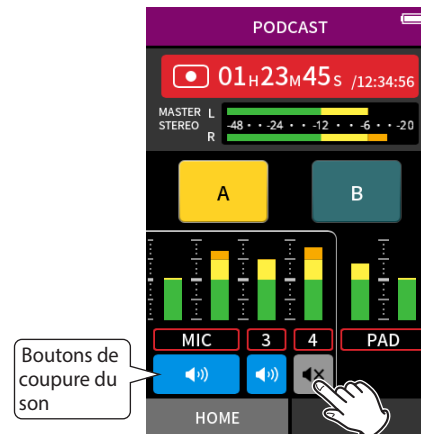 PODCAST
01H23M45S /12:34:56
MASTER L
STEREO -48 · · -24 · · -12 · · -6 · · -20
R
A B
MIC 3 4 PAD
Boutons de
coupure du
son
HOME